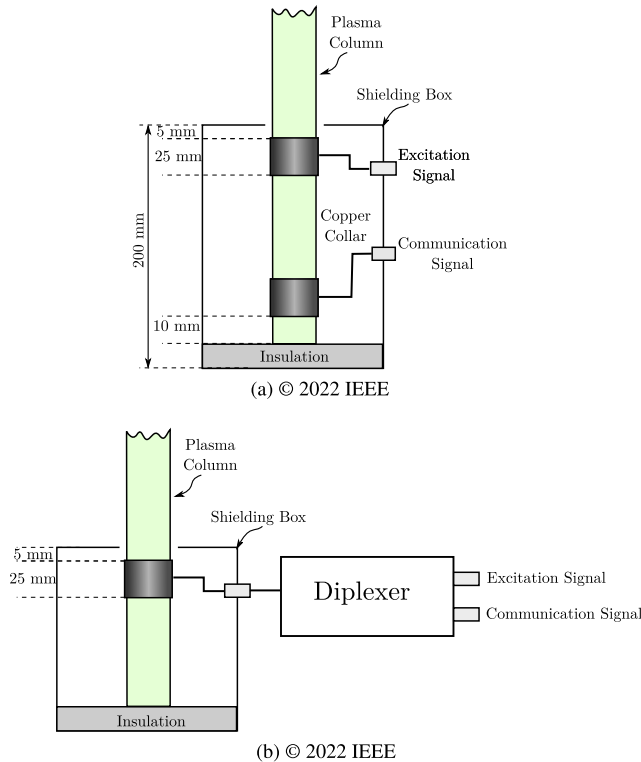 Plasma
Column
Shielding Box
5 mm
25 mm
Excitation
Signal
200 mm
Copper
Collar
Communication
Signal
10 mm
Insulation
(a) © 2022 IEEE
Plasma
Column
Shielding Box
5 mm
25 mm
Diplexer
Excitation Signal
Communication Signal
Insulation
(b) © 2022 IEEE